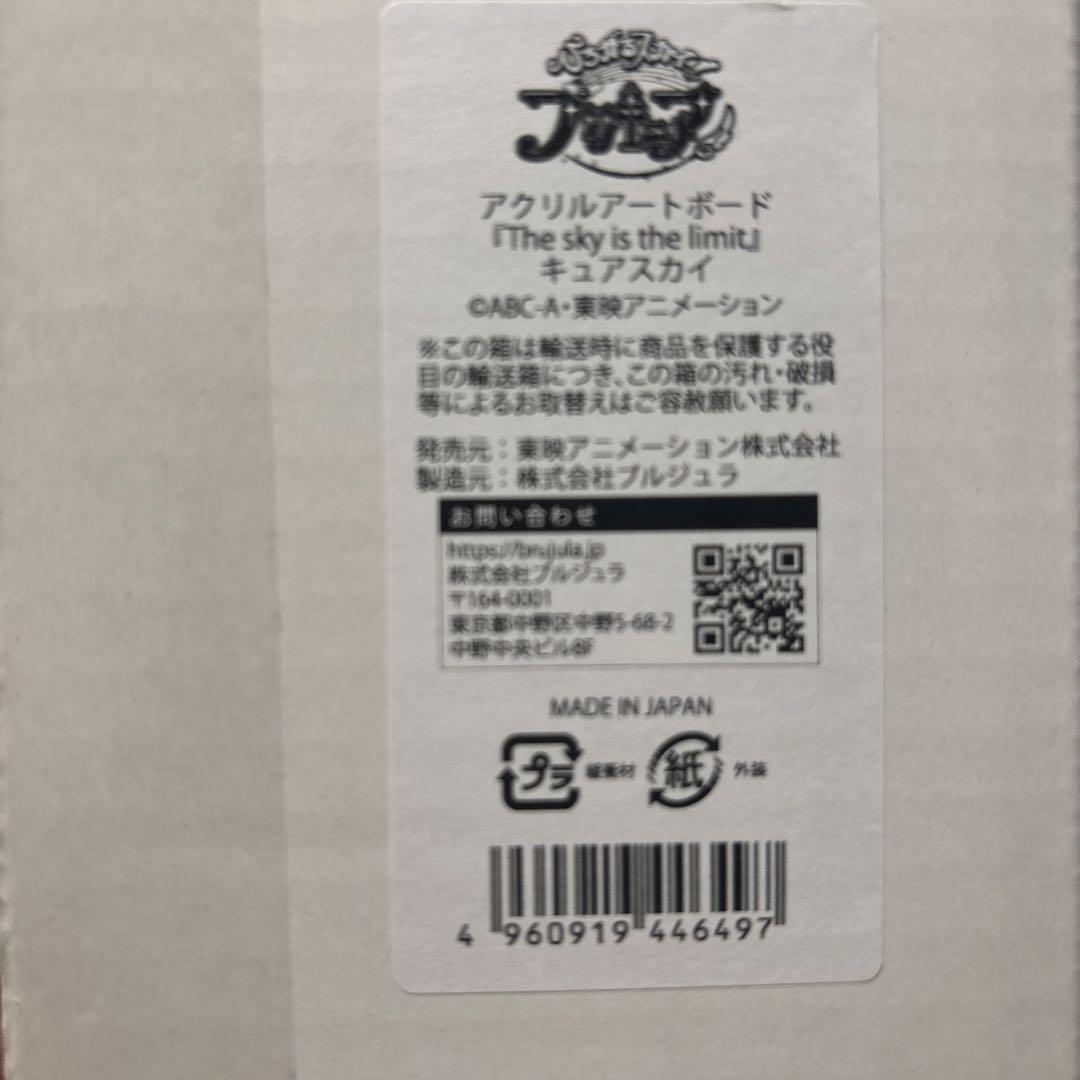 ひろがるスカイ!
プリキュア
アクリルアートボード
『The sky is the limit』
キュアスカイ
©ABC-A・東映アニメーション
※この箱は輸送時に商品を保護する役
目の輸送箱につき、この箱の汚れ・破損
等によるお取替えはご容赦願います。
発売元：東映アニメーション株式会社
製造元：株式会社ブルジュラ
お問い合わせ
https://brujula.jp
株式会社ブルジュラ
〒164-0001
東京都中野区中野5-68-2
中野中央ビル8F
MADE IN JAPAN
プラ 緩衝材 紙 外装
4 960919 446497